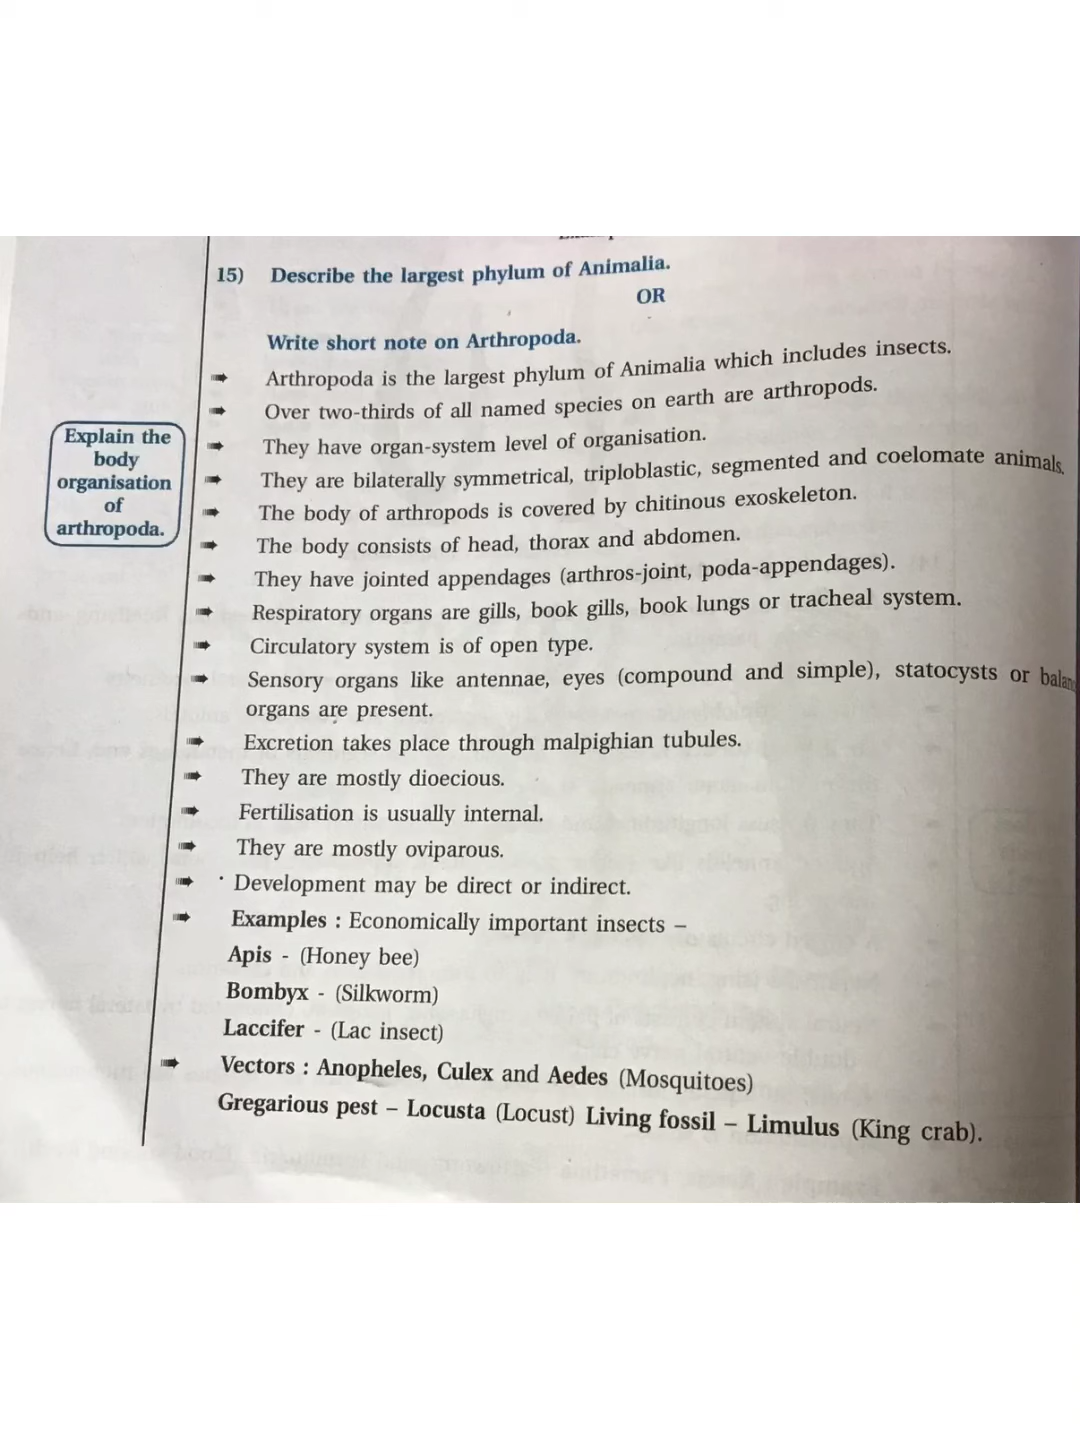 15) Describe the largest phylum of Animalia.
OR
Write short note on Arthropoda.
Arthropoda is the largest phylum of Animalia which includes insects.
Over two-thirds of all named species on earth are arthropods.
They have organ-system level of organisation.
Explain the
body
organisation
of
arthropoda.
They are bilaterally symmetrical, triploblastic, segmented and coelomate animals.
The body of arthropods is covered by chitinous exoskeleton.
The body consists of head, thorax and abdomen.
They have jointed appendages (arthros-joint, poda-appendages).
Respiratory organs are gills, book gills, book lungs or tracheal system.
Circulatory system is of open type.
Sensory organs like antennae, eyes (compound and simple), statocysts or
organs are present.
Excretion takes place through malpighian tubules.
They are mostly dioecious.
Fertilisation is usually internal.
They are mostly oviparous.
Development may be direct or indirect.
Examples : Economically important insects –
Apis - (Honey bee)
Bombyx - (Silkworm)
Laccifer - (Lac insect)
Vectors : Anopheles, Culex and Aedes (Mosquitoes)
Gregarious pest – Locusta (Locust) Living fossil – Limulus (King crab).